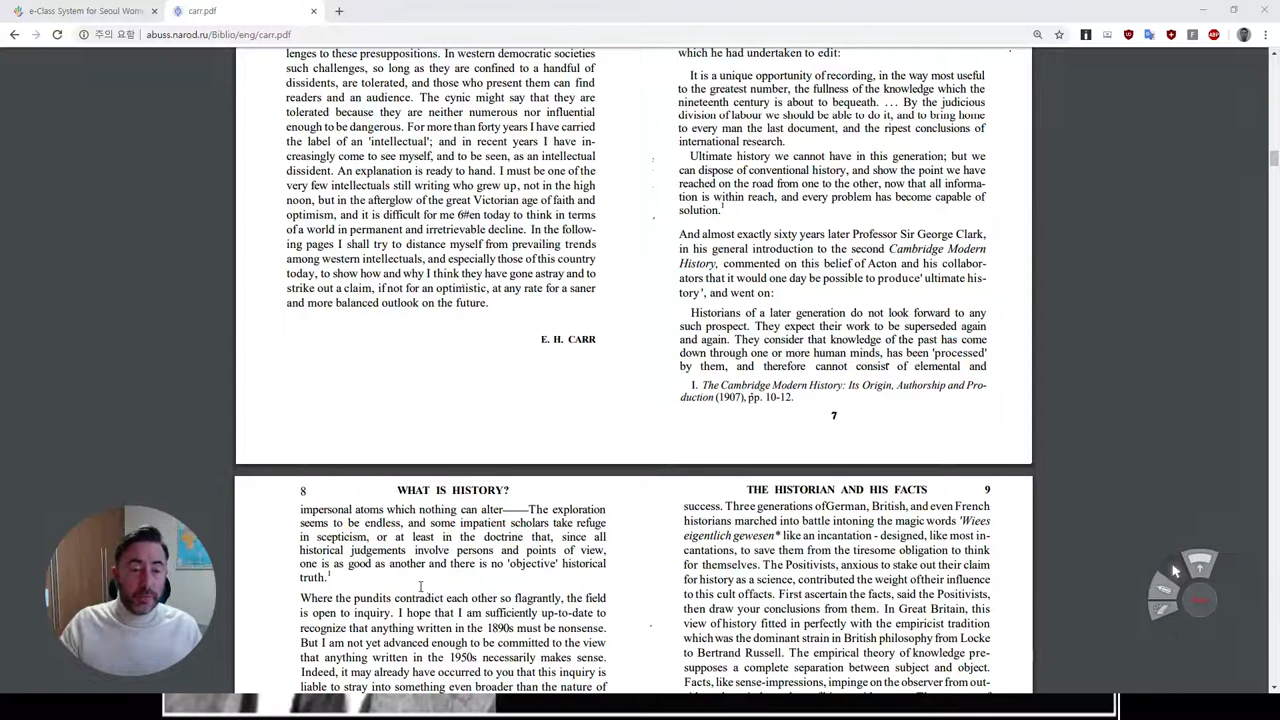 e-Class System for Seoul Wom
carr.pdf
주의 요함
abuss.narod.ru/Biblio/eng/carr.pdf
lenges to these presuppositions. In western democratic societies
such challenges, so long as they are confined to a handful of
dissidents, are tolerated, and those who present them can find
readers and an audience. The cynic might say that they are
tolerated because they are neither numerous nor influential
enough to be dangerous. For more than forty years I have carried
the label of an 'intellectual'; and in recent years I have in-
creasingly come to see myself, and to be seen, as an intellectual
dissident. An explanation is ready to hand. I must be one of the
very few intellectuals still writing who grew up, not in the high
noon, but in the afterglow of the great Victorian age of faith and
optimism, and it is difficult for me 6#en today to think in terms
of a world in permanent and irretrievable decline. In the follow-
ing pages I shall try to distance myself from prevailing trends
among western intellectuals, and especially those of this country
today, to show how and why I think they have gone astray and to
strike out a claim, if not for an optimistic, at any rate for a saner
and more balanced outlook on the future.
E. H. CARR
which he had undertaken to edit:
It is a unique opportunity of recording, in the way most useful
to the greatest number, the fullness of the knowledge which the
nineteenth century is about to bequeath. … By the judicious
division of labour we should be able to do it, and to bring home
to every man the last document, and the ripest conclusions of
international research.
Ultimate history we cannot have in this generation; but we
can dispose of conventional history, and show the point we have
reached on the road from one to the other, now that all informa-
tion is within reach, and every problem has become capable of
solution.1
And almost exactly sixty years later Professor Sir George Clark,
in his general introduction to the second Cambridge Modern
History, commented on this belief of Acton and his collabor-
ators that it would one day be possible to produce' ultimate his-
tory', and went on:
Historians of a later generation do not look forward to any
such prospect. They expect their work to be superseded again
and again. They consider that knowledge of the past has come
down through one or more human minds, has been 'processed'
by them, and therefore cannot consist of elemental and
I. The Cambridge Modern History: Its Origin, Authorship and Pro-
duction (1907), pp. 10-12.
7
8 WHAT IS HISTORY?
impersonal atoms which nothing can alter——The exploration
seems to be endless, and some impatient scholars take refuge
in scepticism, or at least in the doctrine that, since all
historical judgements involve persons and points of view,
one is as good as another and there is no 'objective' historical
truth.1
Where the pundits contradict each other so flagrantly, the field
is open to inquiry. I hope that I am sufficiently up-to-date to
recognize that anything written in the 1890s must be nonsense.
But I am not yet advanced enough to be committed to the view
that anything written in the 1950s necessarily makes sense.
Indeed, it may already have occurred to you that this inquiry is
liable to stray into something even broader than the nature of
THE HISTORIAN AND HIS FACTS 9
success. Three generations of German, British, and even French
historians marched into battle intoning the magic words 'Wiees
eigentlich gewesen* like an incantation - designed, like most in-
cantations, to save them from the tiresome obligation to think
for themselves. The Positivists, anxious to stake out their claim
for history as a science, contributed the weight of their influence
to this cult of facts. First ascertain the facts, said the Positivists,
then draw your conclusions from them. In Great Britain, this
view of history fitted in perfectly with the empiricist tradition
which was the dominant strain in British philosophy from Locke
to Bertrand Russell. The empirical theory of knowledge pre-
supposes a complete separation between subject and object.
Facts, like sense-impressions, impinge on the observer from out-